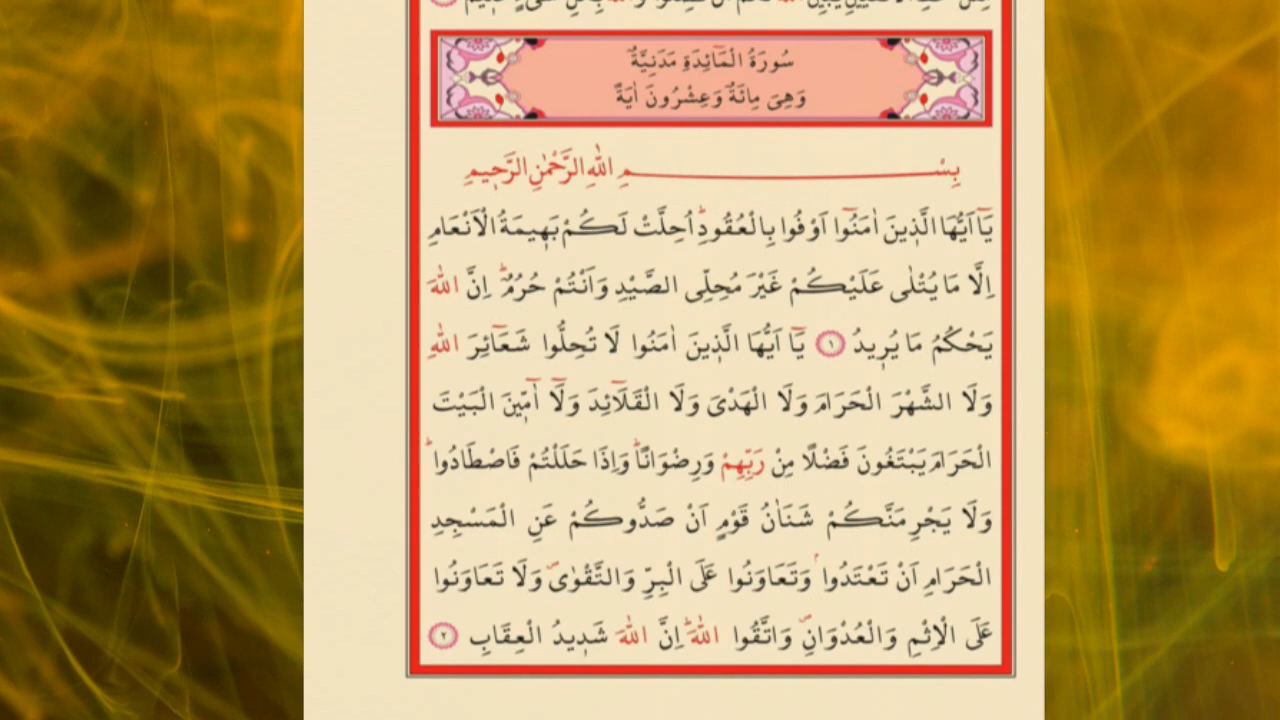 سُورَةُ الْمَٓائِدَةِ مَدَنِيَّةٌ
وَهِىَ مِائَةٌ وَعِشْرُونَ اٰيَةً
بِسْمِ اللّٰهِ الرَّحْمٰنِ الرَّحٖيمِ
يَٓا اَيُّهَا الَّذٖينَ اٰمَنُٓوا اَوْفُوا بِالْعُقُودِؕ اُحِلَّتْ لَكُمْ بَهٖيمَةُ الْاَنْعَامِ
اِلَّا مَا يُتْلٰى عَلَيْكُمْ غَيْرَ مُحِلِّى الصَّيْدِ وَاَنْتُمْ حُرُمٌؕ اِنَّ اللّٰهَ
يَحْكُمُ مَا يُرٖيدُ ﴿١﴾ يَٓا اَيُّهَا الَّذٖينَ اٰمَنُوا لَا تُحِلُّوا شَعَٓائِرَ اللّٰهِ
وَلَا الشَّهْرَ الْحَرَامَ وَلَا الْهَدْىَ وَلَا الْقَلَٓائِدَ وَلَٓا اٰمّٖينَ الْبَيْتَ
الْحَرَامَ يَبْتَغُونَ فَضْلًا مِنْ رَبِّهِمْ وَرِضْوَانًاؕ وَاِذَا حَلَلْتُمْ فَاصْطَادُواؕ
وَلَا يَجْرِمَنَّكُمْ شَنَاٰنُ قَوْمٍ اَنْ صَدُّوكُمْ عَنِ الْمَسْجِدِ
الْحَرَامِ اَنْ تَعْتَدُواۘ وَتَعَاوَنُوا عَلَى الْبِرِّ وَالتَّقْوٰىࣕ وَلَا تَعَاوَنُوا
عَلَى الْاِثْمِ وَالْعُدْوَانِࣕ وَاتَّقُوا اللّٰهَؕ اِنَّ اللّٰهَ شَدٖيدُ الْعِقَابِ ﴿٢﴾